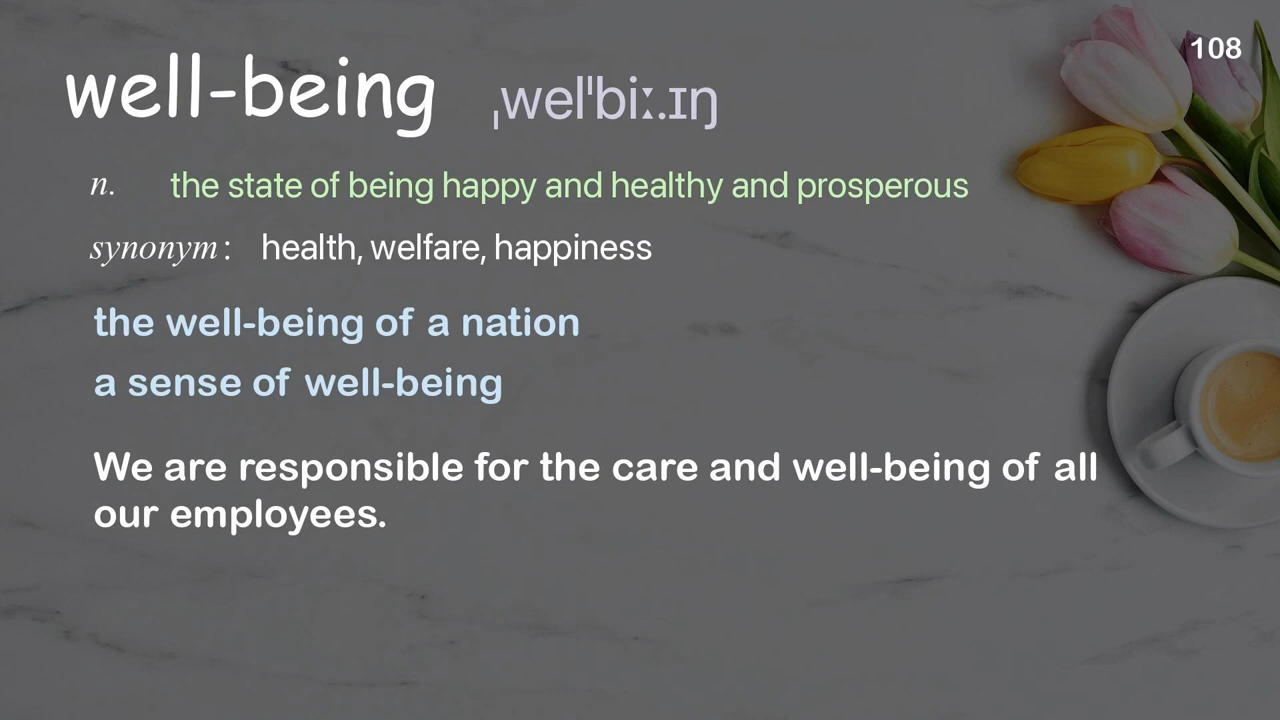 108
well-being ˌwelˈbiː.ɪŋ
n. the state of being happy and healthy and prosperous
synonym: health, welfare, happiness
the well-being of a nation
a sense of well-being
We are responsible for the care and well-being of all
our employees.